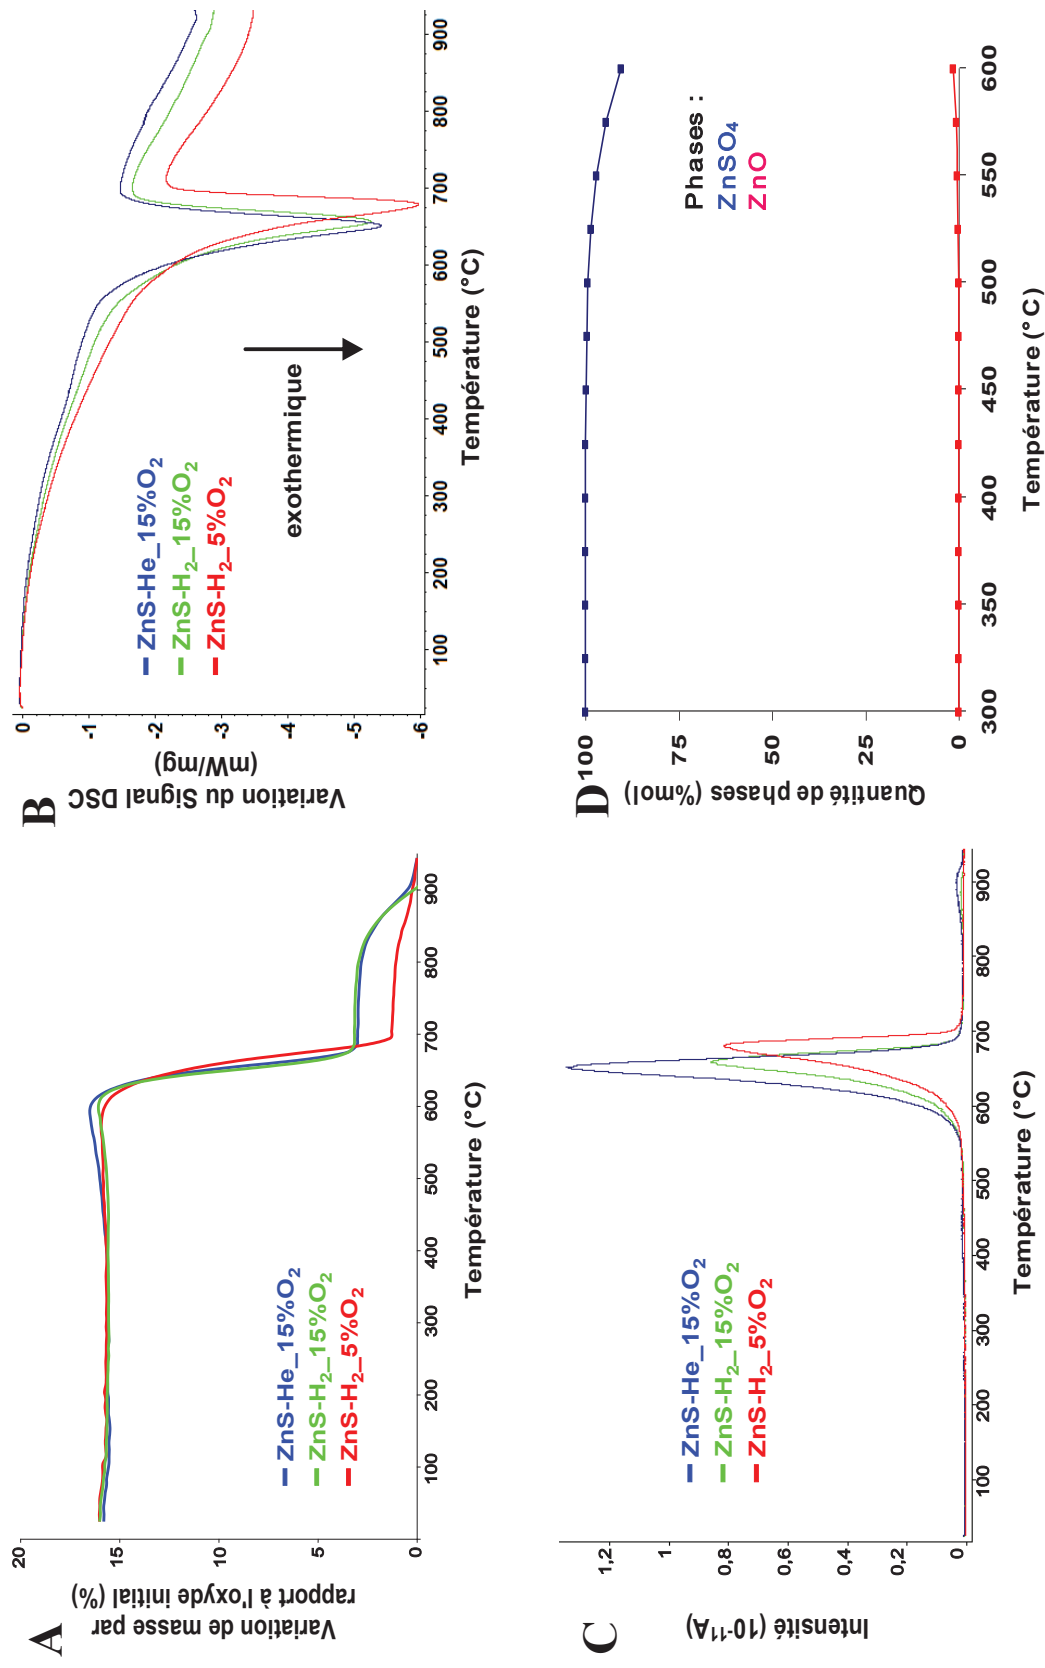 A
Variation de masse par
rapport à l'oxyde initial (%)
20
15
10
5
0
100
200
300
400
500
600
700
800
900
Température (°C)
ZnS-He_15%O2
ZnS-H2_15%O2
ZnS-H2_5%O2
B
Variation du Signal DSC
(mW/mg)
0
-1
-2
-3
-4
-5
-6
100
200
300
400
500
600
700
800
900
Température (°C)
ZnS-He_15%O2
ZnS-H2_15%O2
ZnS-H2_5%O2
exothermique
C
Intensité (10-11A)
1,2
1
0,8
0,6
0,4
0,2
0
100
200
300
400
500
600
700
800
900
Température (°C)
ZnS-He_15%O2
ZnS-H2_15%O2
ZnS-H2_5%O2
D
Quantité de phases (%mol)
100
75
50
25
0
300
350
400
450
500
550
600
Température (°C)
Phases :
ZnSO4
ZnO